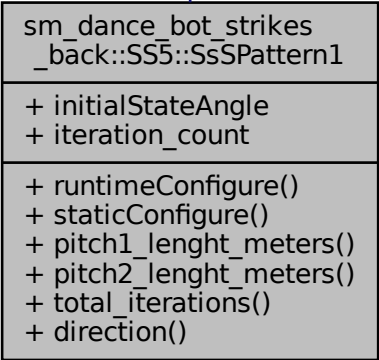 sm_dance_bot_strikes
_back::SS5::SsSPattern1
+ initialStateAngle
+ iteration_count
+ runtimeConfigure()
+ staticConfigure()
+ pitch1_lenght_meters()
+ pitch2_lenght_meters()
+ total_iterations()
+ direction()